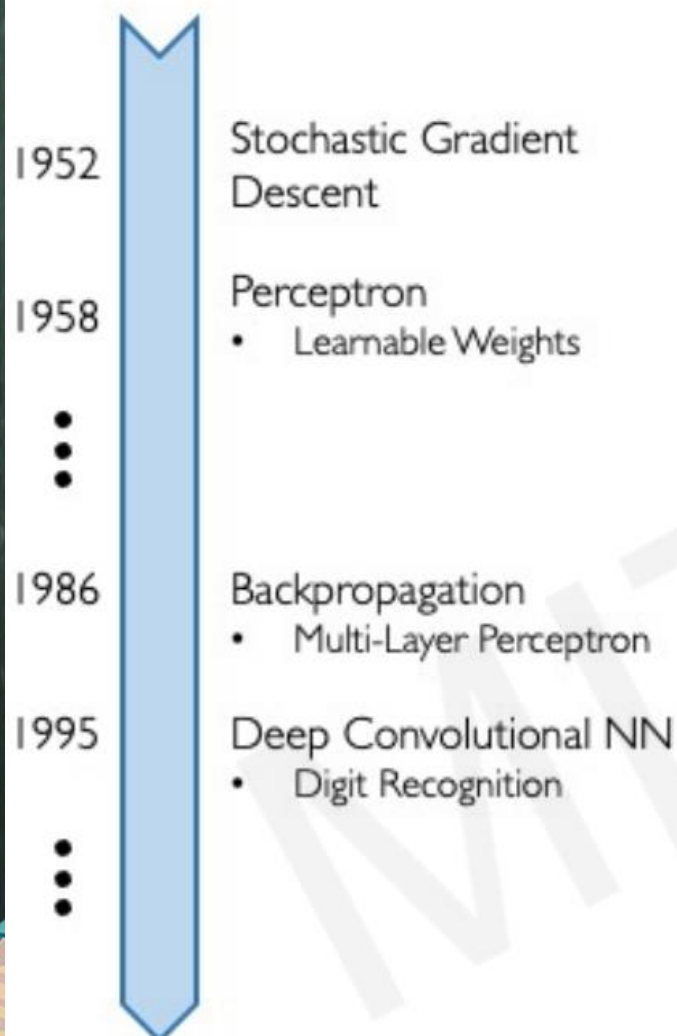 1952
Stochastic Gradient
Descent
1958
Perceptron
• Learnable Weights
1986
Backpropagation
• Multi-Layer Perceptron
1995
Deep Convolutional NN
• Digit Recognition